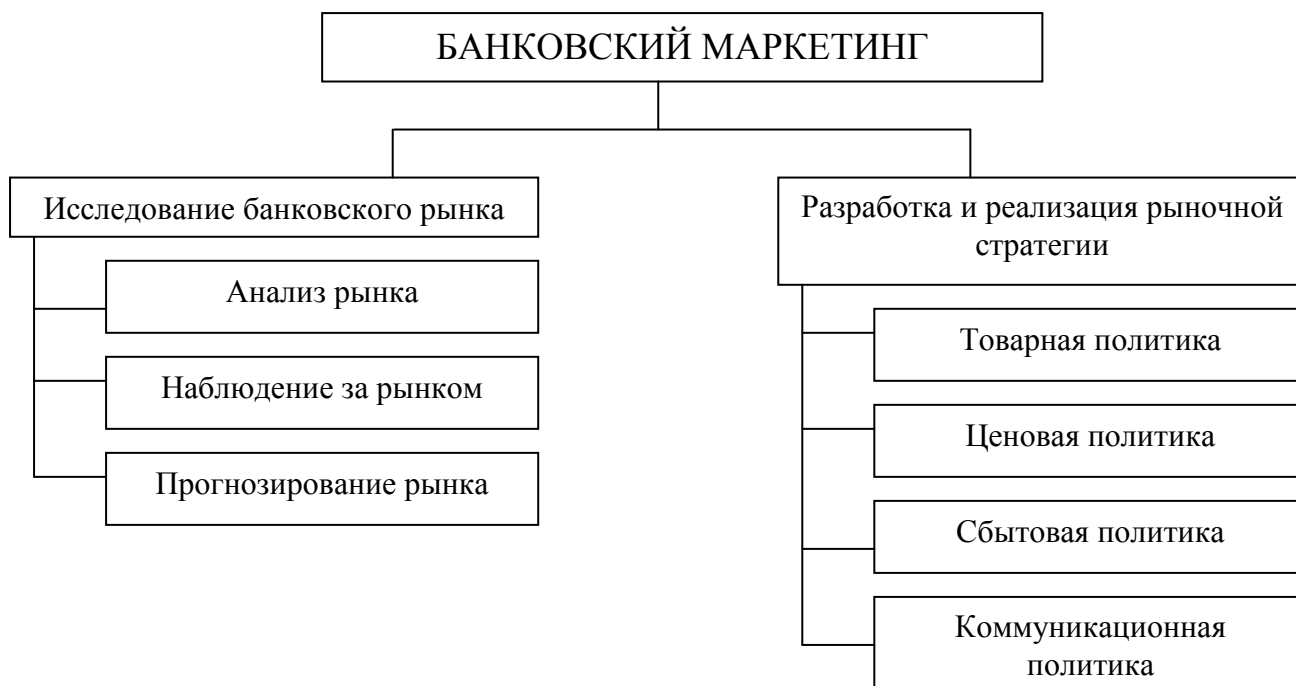 БАНКОВСКИЙ МАРКЕТИНГ
Исследование банковского рынка
Анализ рынка
Наблюдение за рынком
Прогнозирование рынка
Разработка и реализация рыночной
стратегии
Товарная политика
Ценовая политика
Сбытовая политика
Коммуникационная
политика